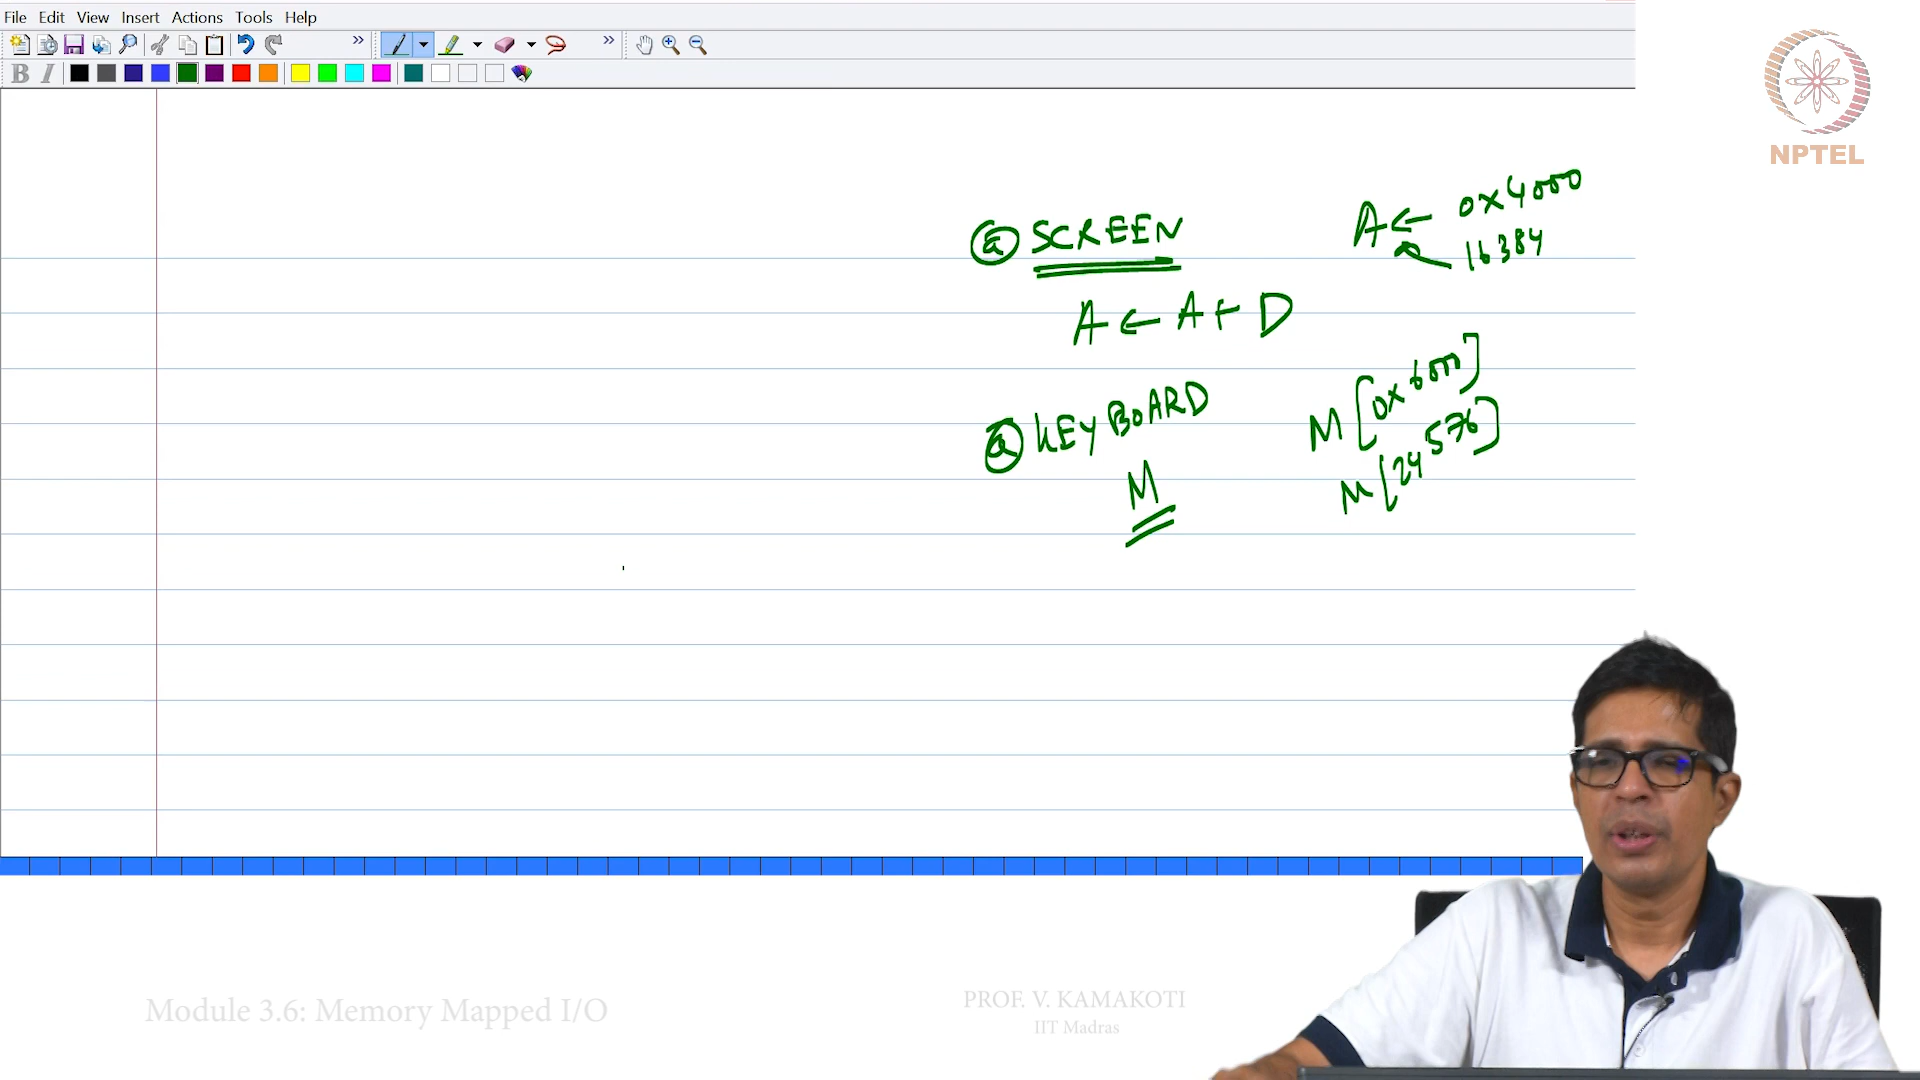 File Edit View Insert Actions Tools Help
B I
NPTEL
@ SCREEN
A ← 0x4000
16384
A ← A + D
@ KEYBOARD
M [0x6000]
M [24576]
M
Module 3.6: Memory Mapped I/O
PROF. V. KAMAKOTI
IIT Madras